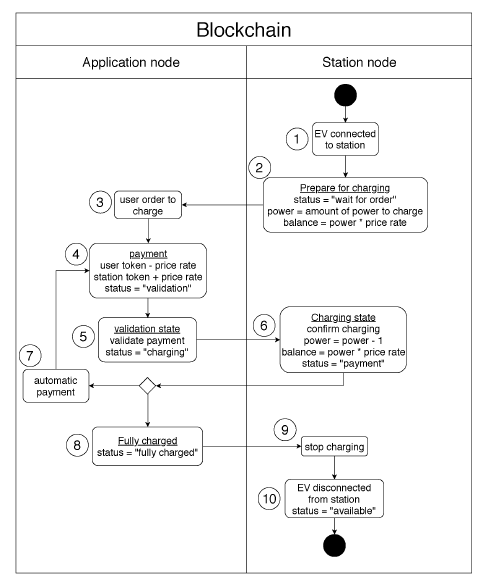 Blockchain
Application node
Station node
1
EV connected
to station
2
Prepare for charging
status = "wait for order"
power = amount of power to charge
balance = power * price rate
3
user order to
charge
4
payment
user token - price rate
station token + price rate
status = "validation"
5
validation state
validate payment
status = "charging"
6
Charging state
confirm charging
power = power - 1
balance = power * price rate
status = "payment"
7
automatic
payment
8
Fully charged
status = "fully charged"
9
stop charging
10
EV disconnected
from station
status = "available"